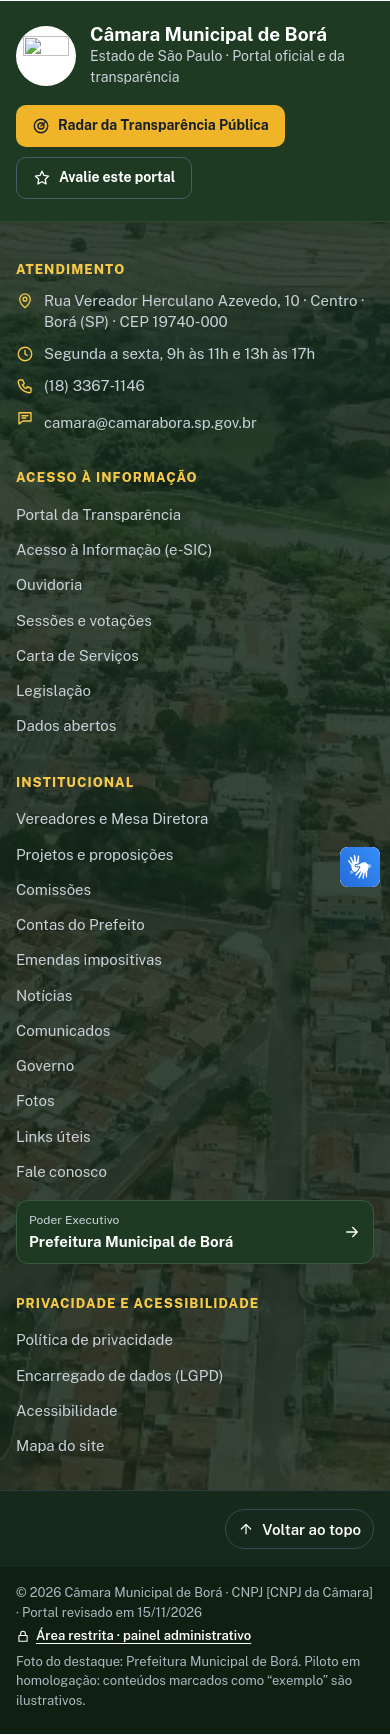 Câmara Municipal de Borá
Estado de São Paulo · Portal oficial e da
transparência
Radar da Transparência Pública
Avalie este portal
ATENDIMENTO
Rua Vereador Herculano Azevedo, 10 · Centro ·
Borá (SP) · CEP 19740-000
Segunda a sexta, 9h às 11h e 13h às 17h
(18) 3367-1146
camara@camarabora.sp.gov.br
ACESSO À INFORMAÇÃO
Portal da Transparência
Acesso à Informação (e-SIC)
Ouvidoria
Sessões e votações
Carta de Serviços
Legislação
Dados abertos
INSTITUCIONAL
Vereadores e Mesa Diretora
Projetos e proposições
Comissões
Contas do Prefeito
Emendas impositivas
Notícias
Comunicados
Governo
Fotos
Links úteis
Fale conosco
Poder Executivo
Prefeitura Municipal de Borá
PRIVACIDADE E ACESSIBILIDADE
Política de privacidade
Encarregado de dados (LGPD)
Acessibilidade
Mapa do site
Voltar ao topo
© 2026 Câmara Municipal de Borá · CNPJ [CNPJ da Câmara]
· Portal revisado em 15/11/2026
Área restrita · painel administrativo
Foto do destaque: Prefeitura Municipal de Borá. Piloto em
homologação: conteúdos marcados como “exemplo” são
ilustrativos.